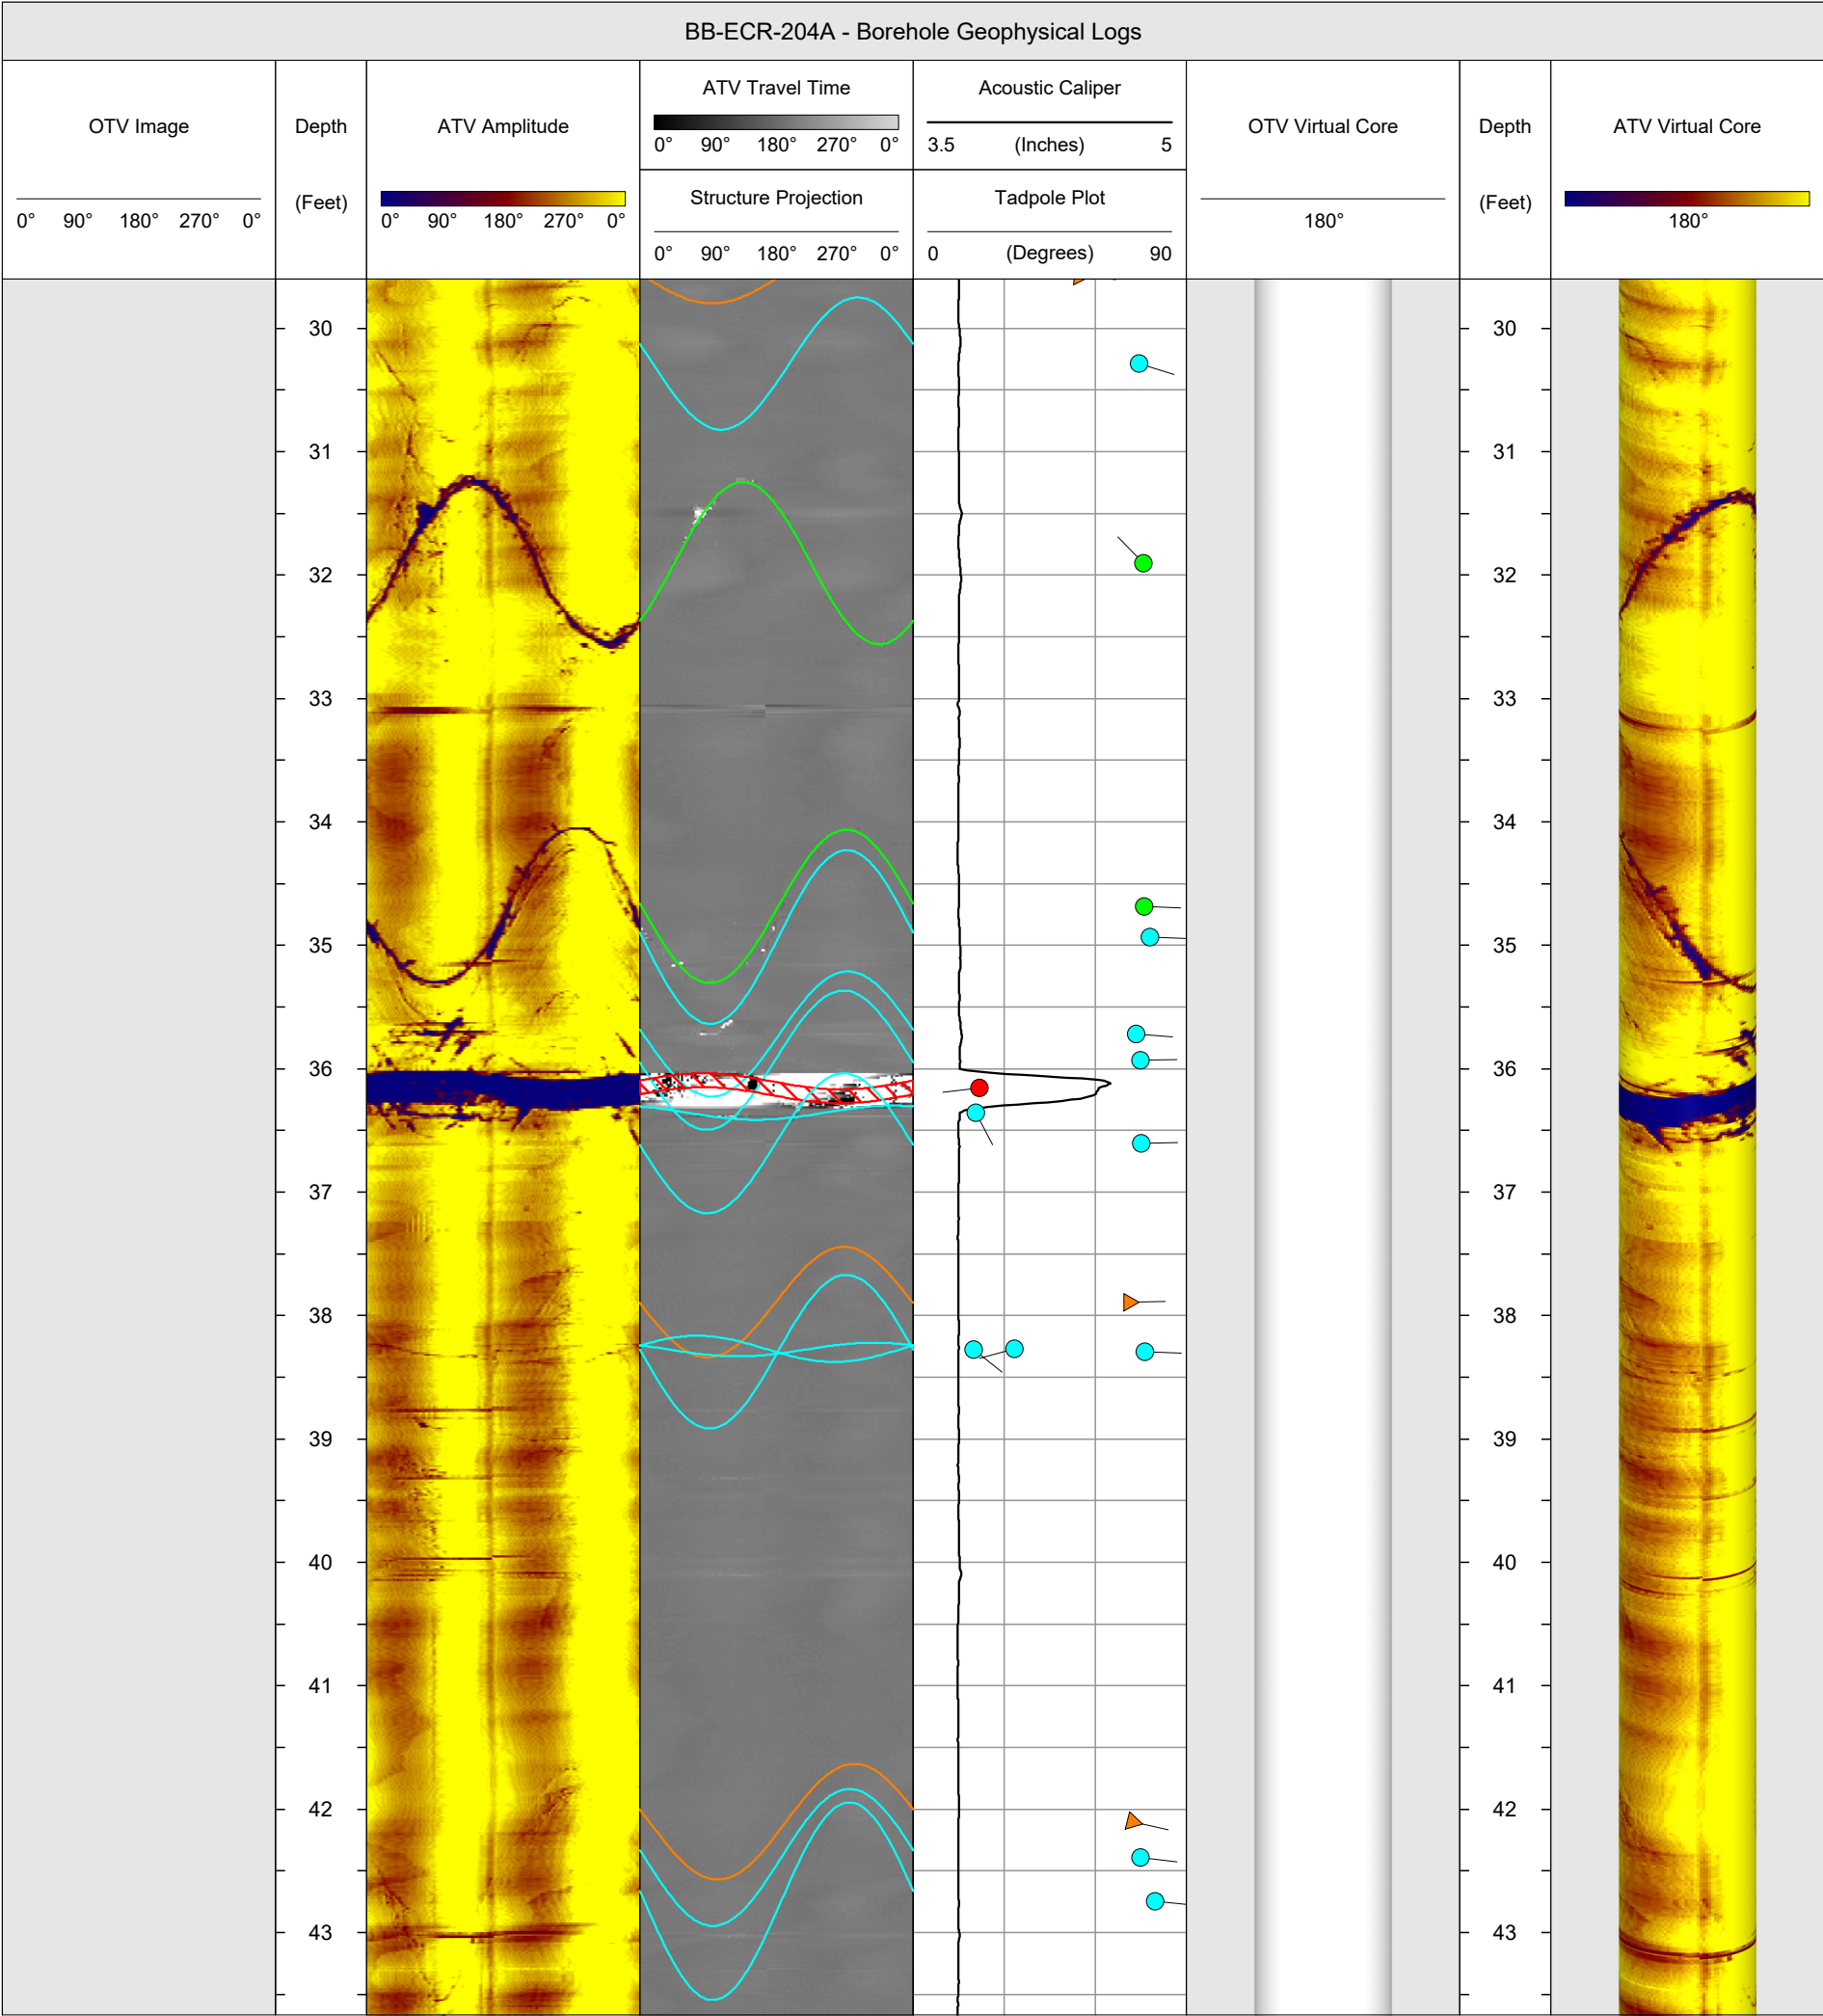 BB-ECR-204A - Borehole Geophysical Logs
OTV Image
0° 90° 180° 270° 0°
Depth
(Feet)
ATV Amplitude
0° 90° 180° 270° 0°
ATV Travel Time
0° 90° 180° 270° 0°
Structure Projection
0° 90° 180° 270° 0°
Acoustic Caliper
3.5 (Inches) 5
Tadpole Plot
0 (Degrees) 90
OTV Virtual Core
180°
Depth
(Feet)
ATV Virtual Core
180°
30 30
31 31
32 32
33 33
34 34
35 35
36 36
37 37
38 38
39 39
40 40
41 41
42 42
43 43